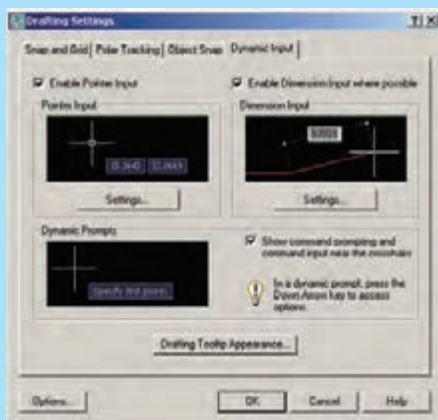 Drafting Settings
Snap and Grid Polar Tracking Object Snap Dynamic Input
Enable Pointer Input
Enable Dimension Input where possible
Pointer Input
Dimension Input
Settings...
Settings...
Dynamic Prompts
Specify first point:
Show command prompting and
command input near the crosshairs
In a dynamic prompt, press the
Down Arrow key to access
options.
Drafting Tooltip Appearance...
Options...
OK
Cancel
Help